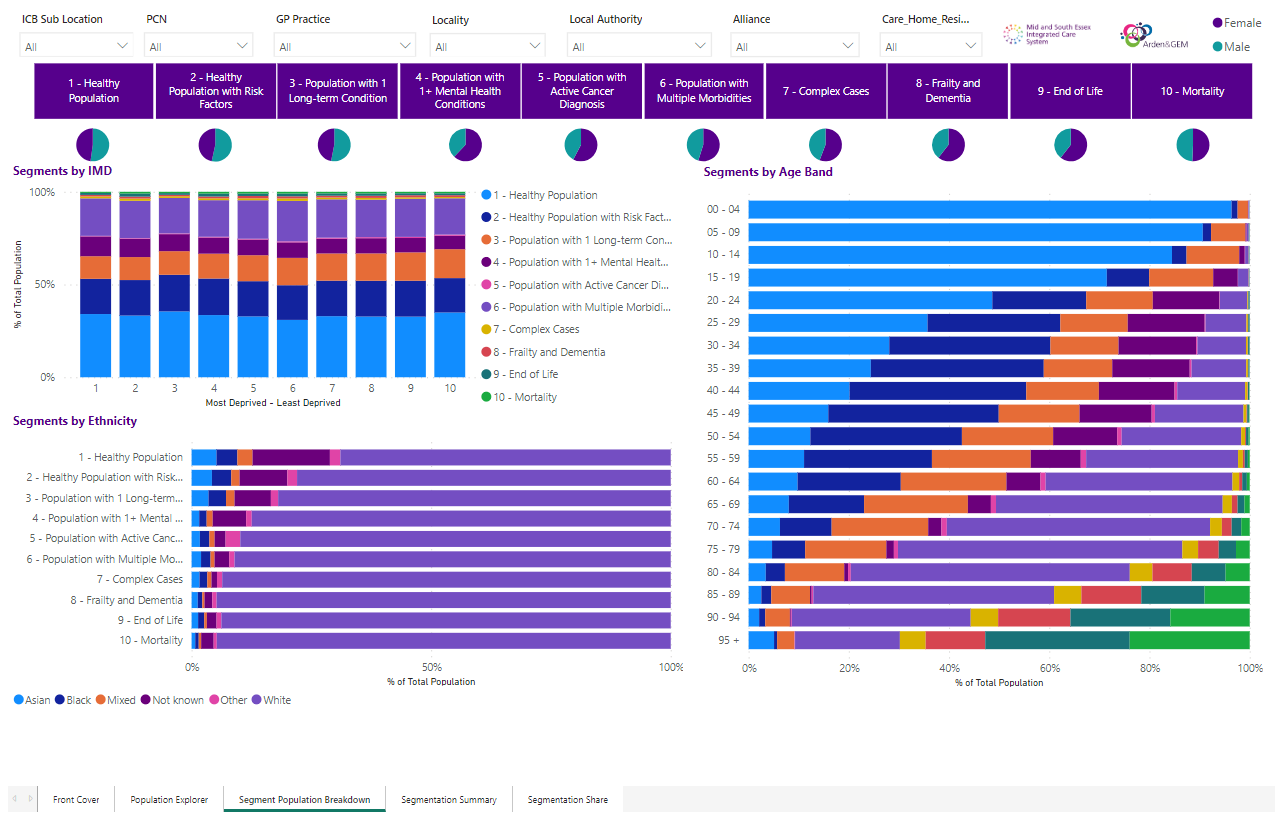 ICB Sub Location
PCN
GP Practice
Locality
Local Authority
Alliance
Care_Home_Resi...
All
All
All
All
All
All
All
Mid and South Essex
Integrated Care
System
Arden&GEM
Female
Male
1 - Healthy
Population
2 - Healthy
Population with Risk
Factors
3 - Population with 1
Long-term Condition
4 - Population with
1+ Mental Health
Conditions
5 - Population with
Active Cancer
Diagnosis
6 - Population with
Multiple Morbidities
7 - Complex Cases
8 - Frailty and
Dementia
9 - End of Life
10 - Mortality
Segments by IMD
100%
50%
0%
% of Total Population
1
2
3
4
5
6
7
8
9
10
Most Deprived - Least Deprived
1 - Healthy Population
2 - Healthy Population with Risk Fact...
3 - Population with 1 Long-term Con...
4 - Population with 1+ Mental Healt...
5 - Population with Active Cancer Di...
6 - Population with Multiple Morbidi...
7 - Complex Cases
8 - Frailty and Dementia
9 - End of Life
10 - Mortality
Segments by Ethnicity
1 - Healthy Population
2 - Healthy Population with Risk...
3 - Population with 1 Long-term...
4 - Population with 1+ Mental ...
5 - Population with Active Canc...
6 - Population with Multiple Mo...
7 - Complex Cases
8 - Frailty and Dementia
9 - End of Life
10 - Mortality
0%
50%
100%
% of Total Population
Asian
Black
Mixed
Not known
Other
White
Segments by Age Band
00 - 04
05 - 09
10 - 14
15 - 19
20 - 24
25 - 29
30 - 34
35 - 39
40 - 44
45 - 49
50 - 54
55 - 59
60 - 64
65 - 69
70 - 74
75 - 79
80 - 84
85 - 89
90 - 94
95 +
0%
20%
40%
60%
80%
100%
% of Total Population
Front Cover
Population Explorer
Segment Population Breakdown
Segmentation Summary
Segmentation Share